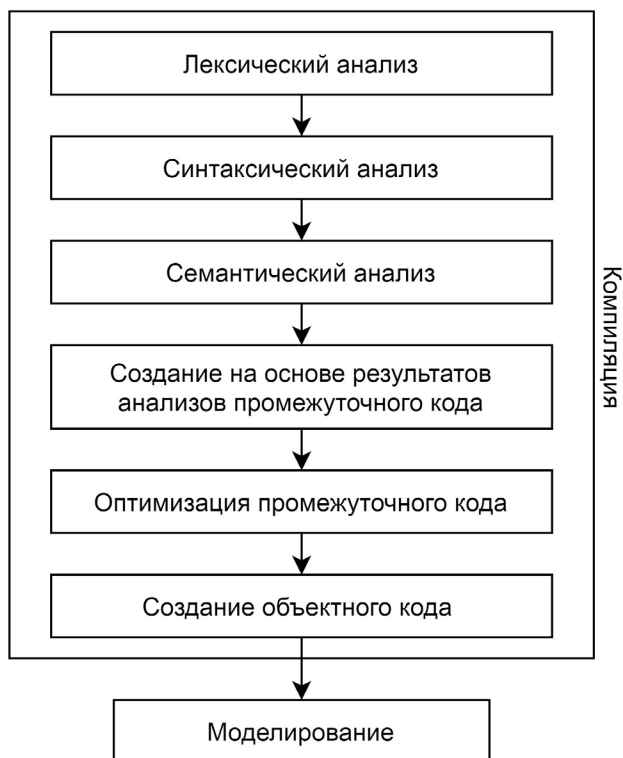 Лексический анализ
Синтаксический анализ
Семантический анализ
Создание на основе результатов
анализов промежуточного кода
Оптимизация промежуточного кода
Создание объектного кода
Компиляция
Моделирование